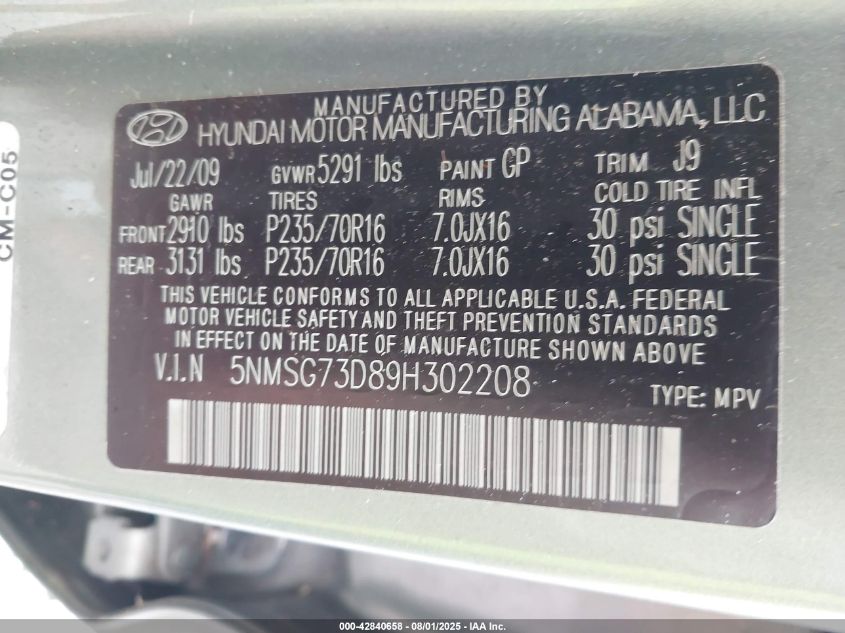 MANUFACTURED BY
HYUNDAI MOTOR MANUFACTURING ALABAMA, LLC
Jul/22/09 GVWR 5291 lbs PAINT GP TRIM J9
GAWR TIRES RIMS COLD TIRE INFL
FRONT 2910 lbs P235/70R16 7.0JX16 30 psi SINGLE
REAR 3131 lbs P235/70R16 7.0JX16 30 psi SINGLE
THIS VEHICLE CONFORMS TO ALL APPLICABLE U.S.A. FEDERAL
MOTOR VEHICLE SAFETY AND THEFT PREVENTION STANDARDS
IN EFFECT ON THE DATE OF MANUFACTURE SHOWN ABOVE
V.I.N 5NMSG73D89H302208
TYPE: MPV
CM-C05
000-42840658 - 08/01/2025 - IAA Inc.